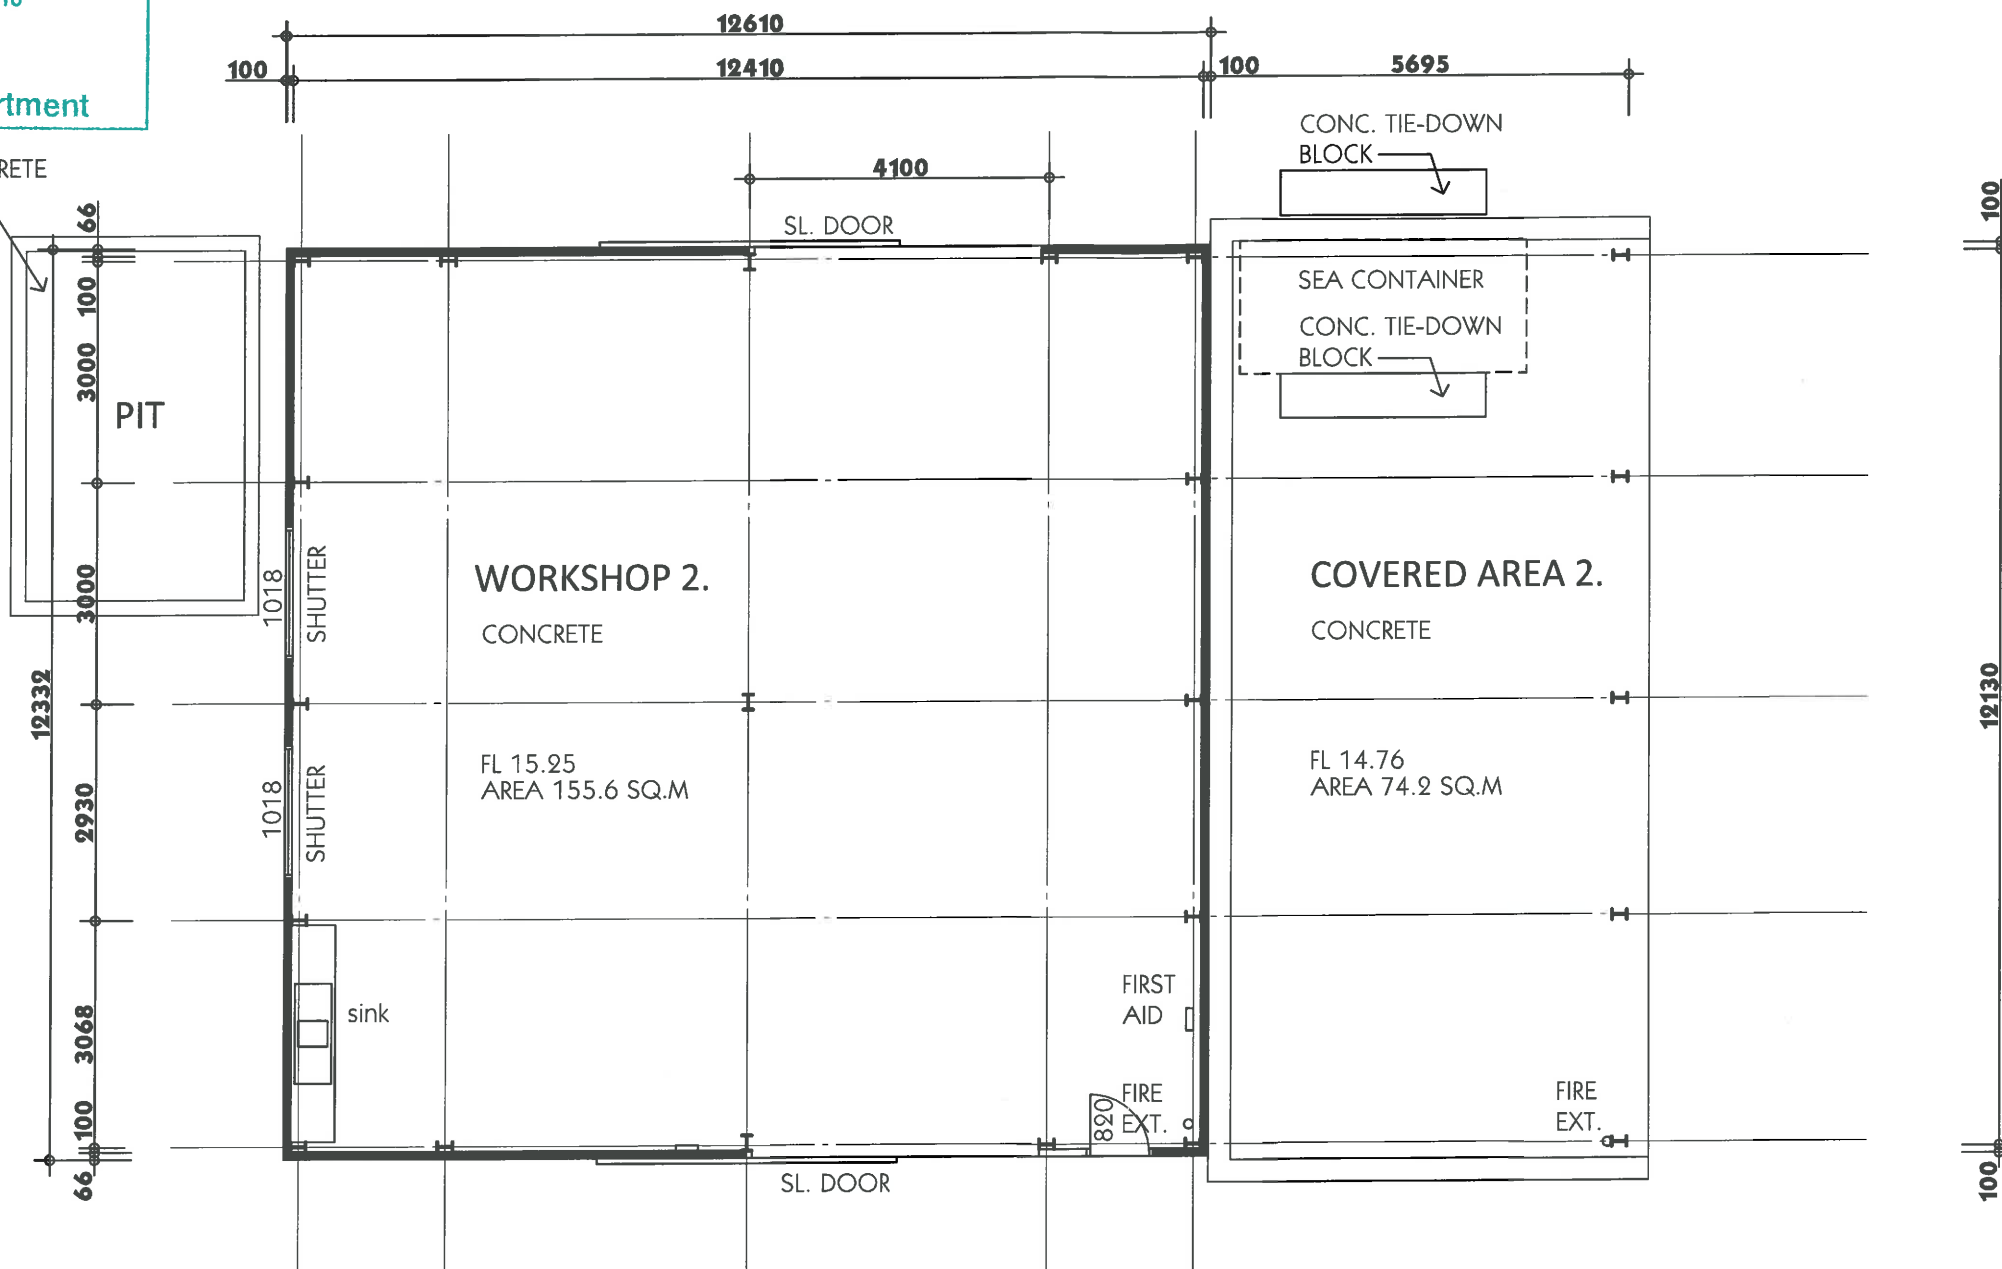 12610
100
12410
100
5695
CONC. TIE-DOWN
BLOCK
4100
SL. DOOR
66
100
3000
3000
12332
2930
3068
100
66
PIT
1018
SHUTTER
1018
SHUTTER
WORKSHOP 2.
CONCRETE
FL 15.25
AREA 155.6 SQ.M
sink
FIRST
AID
820
FIRE
EXT.
SL. DOOR
SEA CONTAINER
CONC. TIE-DOWN
BLOCK
COVERED AREA 2.
CONCRETE
FL 14.76
AREA 74.2 SQ.M
FIRE
EXT.
100
12130
100